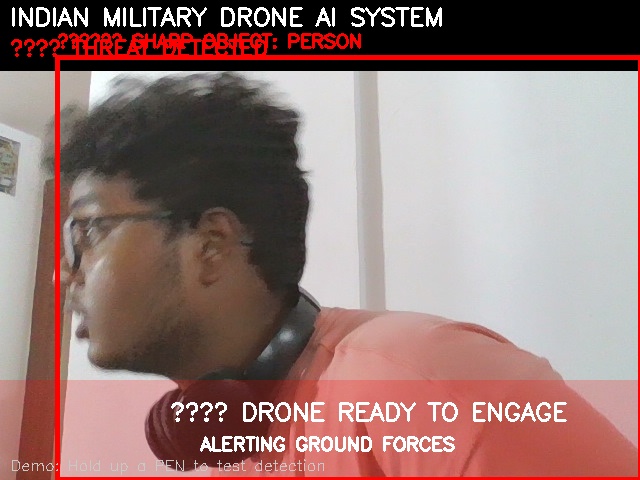 INDIAN MILITARY DRONE AI SYSTEM
?????? SHARP OBJECT: PERSON
???? THREAT DETECTED
???? DRONE READY TO ENGAGE
ALERTING GROUND FORCES
Demo: Hold up a PEN to test detection